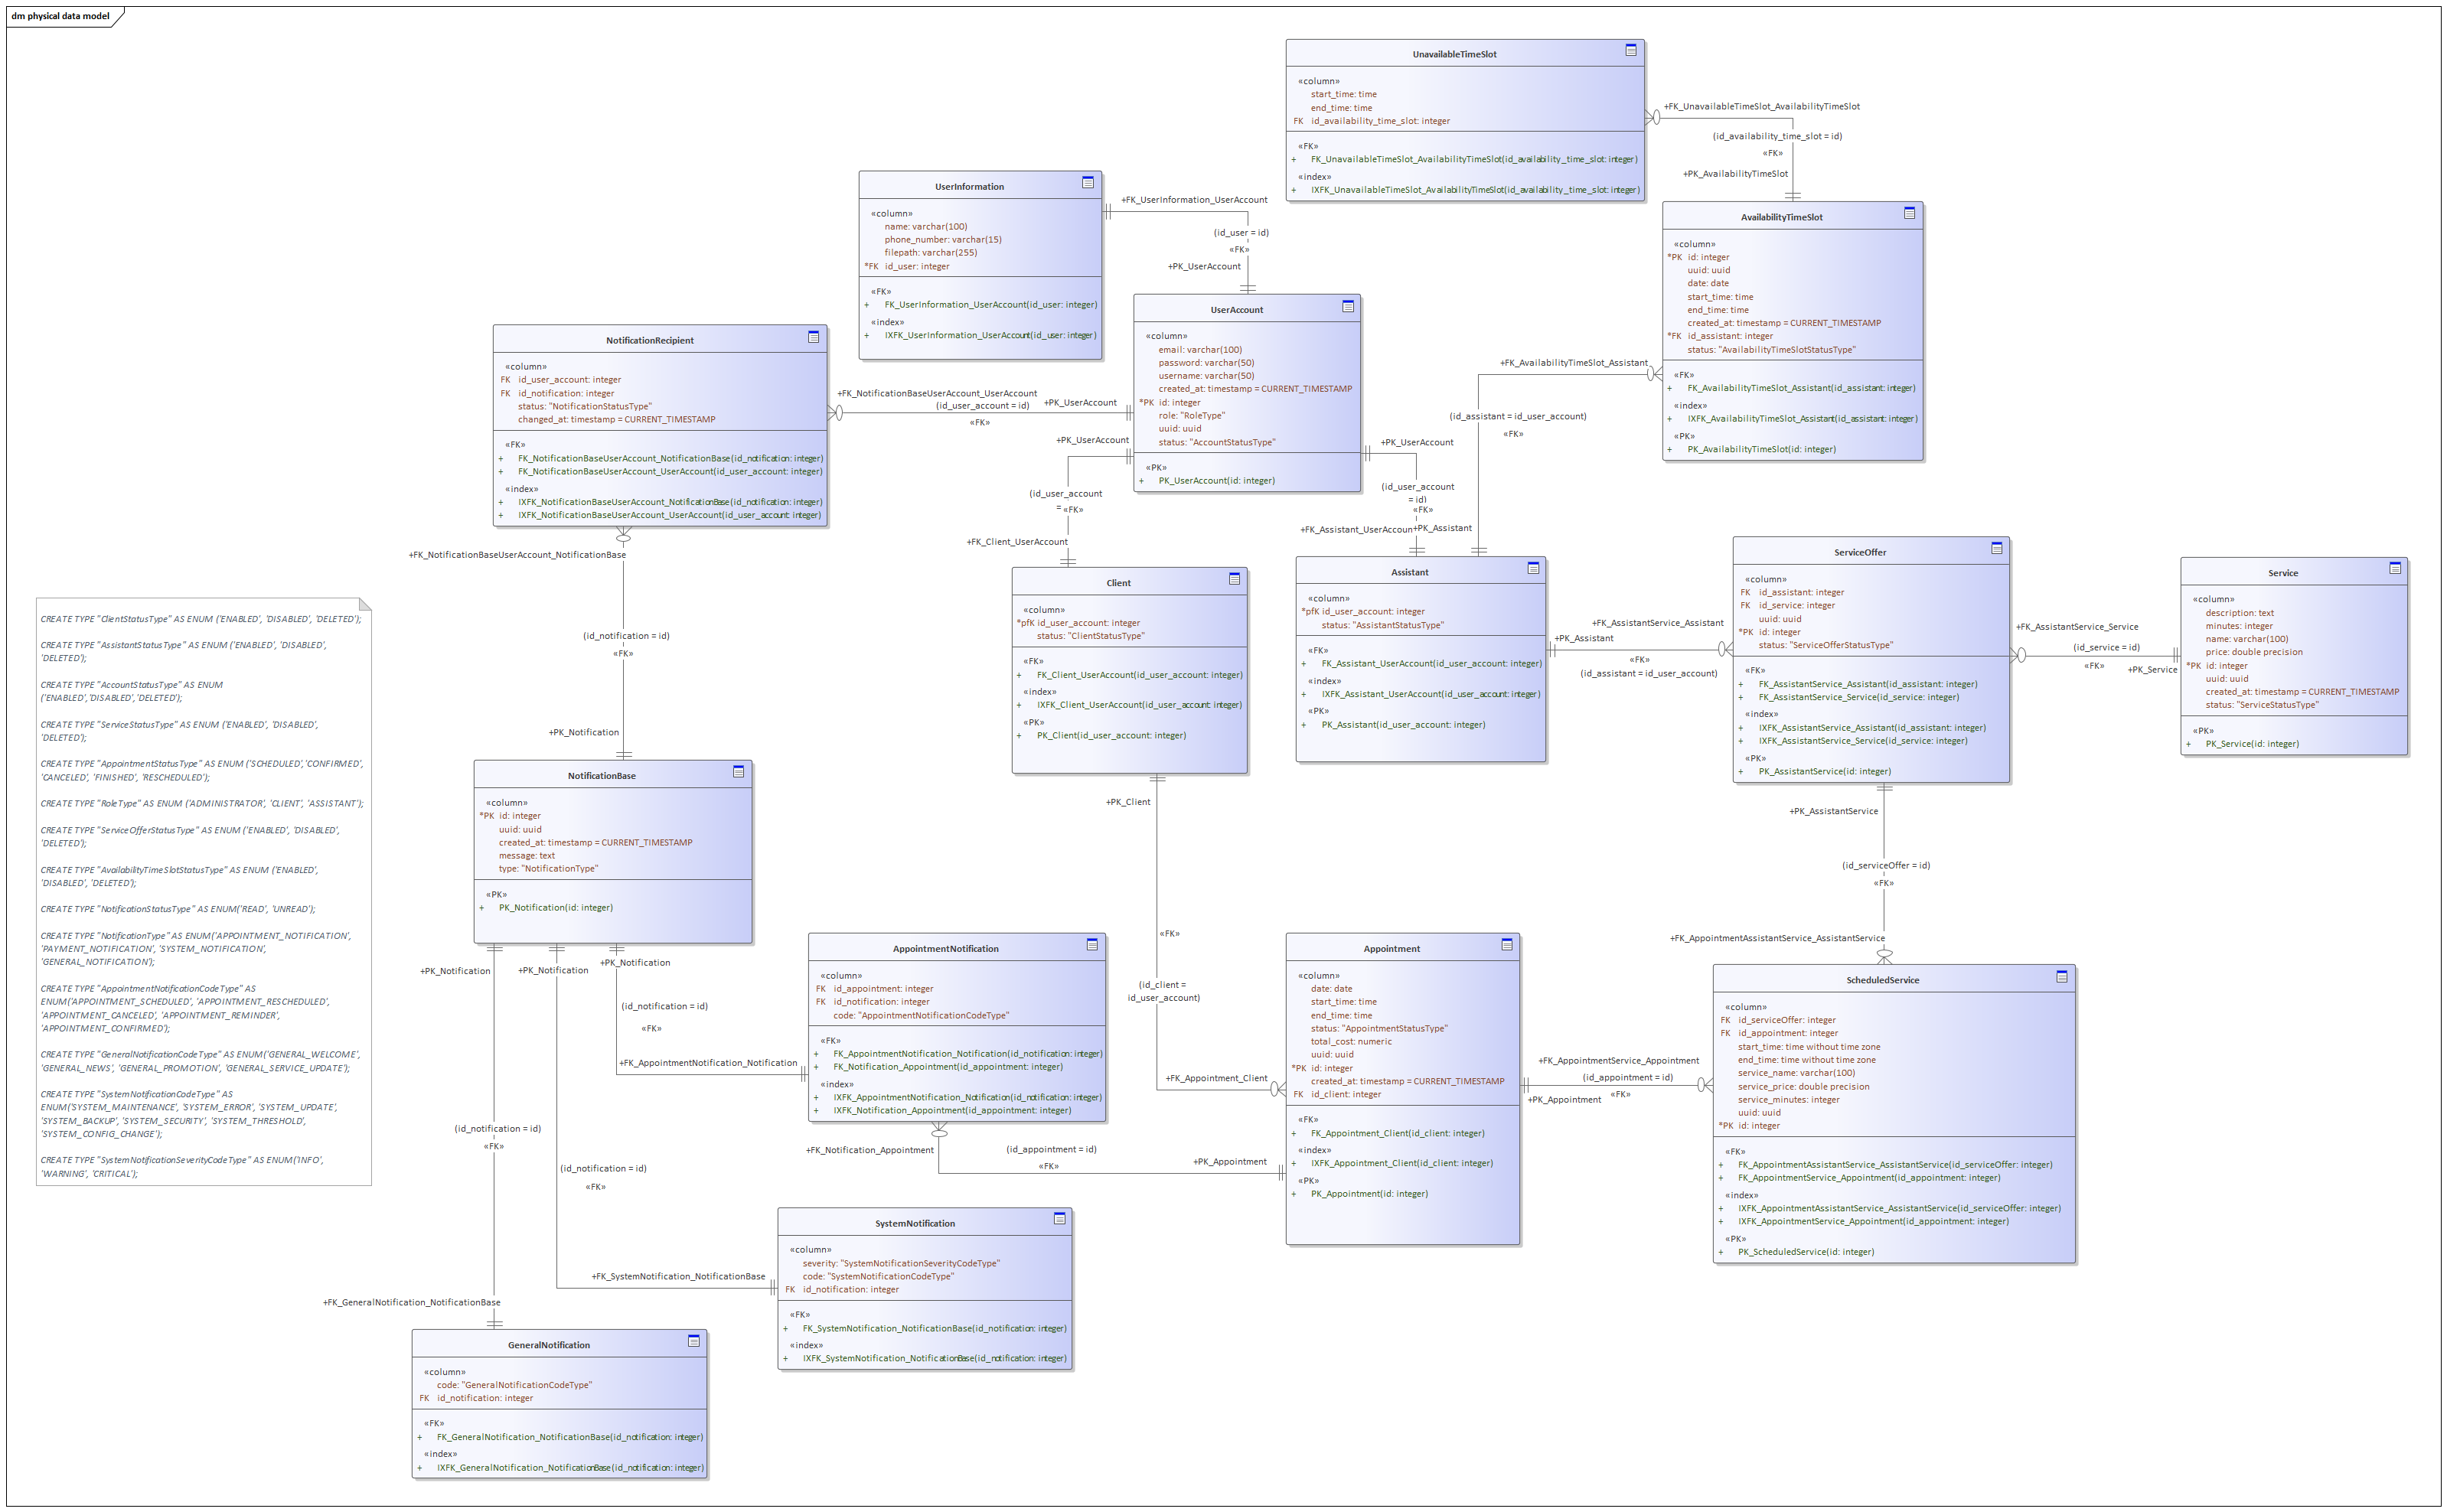 dm physical data model
UnavailableTimeSlot
«column»
start_time: time
end_time: time
FK id_availability_time_slot: integer
«FK»
+ FK_UnavailableTimeSlot_AvailabilityTimeSlot(id_availability_time_slot: integer)
«index»
+ IXFK_UnavailableTimeSlot_AvailabilityTimeSlot(id_availability_time_slot: integer)
+FK_UnavailableTimeSlot_AvailabilityTimeSlot
(id_availability_time_slot = id)
«FK»
+PK_AvailabilityTimeSlot
UserInformation
«column»
name: varchar(100)
phone_number: varchar(15)
filepath: varchar(255)
*FK id_user: integer
«FK»
+ FK_UserInformation_UserAccount(id_user: integer)
«index»
+ IXFK_UserInformation_UserAccount(id_user: integer)
+FK_UserInformation_UserAccount
(id_user = id)
«FK»
+PK_UserAccount
AvailabilityTimeSlot
«column»
*PK id: integer
uuid: uuid
date: date
start_time: time
end_time: time
created_at: timestamp = CURRENT_TIMESTAMP
*FK id_assistant: integer
status: "AvailabilityTimeSlotStatusType"
«FK»
+ FK_AvailabilityTimeSlot_Assistant(id_assistant: integer)
«index»
+ IXFK_AvailabilityTimeSlot_Assistant(id_assistant: integer)
«PK»
+ PK_AvailabilityTimeSlot(id: integer)
+FK_AvailabilityTimeSlot_Assistant
(id_assistant = id_user_account)
«FK»
+PK_Assistant
UserAccount
«column»
email: varchar(100)
password: varchar(50)
username: varchar(50)
created_at: timestamp = CURRENT_TIMESTAMP
*PK id: integer
role: "RoleType"
uuid: uuid
status: "AccountStatusType"
«PK»
+ PK_UserAccount(id: integer)
NotificationRecipient
«column»
FK id_user_account: integer
FK id_notification: integer
status: "NotificationStatusType"
changed_at: timestamp = CURRENT_TIMESTAMP
«FK»
+ FK_NotificationBaseUserAccount_NotificationBase(id_notification: integer)
+ FK_NotificationBaseUserAccount_UserAccount(id_user_account: integer)
«index»
+ IXFK_NotificationBaseUserAccount_NotificationBase(id_notification: integer)
+ IXFK_NotificationBaseUserAccount_UserAccount(id_user_account: integer)
+FK_NotificationBaseUserAccount_UserAccount
(id_user_account = id)
+PK_UserAccount
«FK»
+PK_UserAccount
(id_user_account
= «FK»
+FK_Client_UserAccount
+PK_UserAccount
(id_user_account
= id)
«FK»
+FK_Assistant_UserAccoun
+FK_NotificationBaseUserAccount_NotificationBase
(id_notification = id)
«FK»
+PK_Notification
Client
«column»
*pfK id_user_account: integer
status: "ClientStatusType"
«FK»
+ FK_Client_UserAccount(id_user_account: integer)
«index»
+ IXFK_Client_UserAccount(id_user_account: integer)
«PK»
+ PK_Client(id_user_account: integer)
Assistant
«column»
*pfK id_user_account: integer
status: "AssistantStatusType"
«FK»
+ FK_Assistant_UserAccount(id_user_account: integer)
«index»
+ IXFK_Assistant_UserAccount(id_user_account: integer)
«PK»
+ PK_Assistant(id_user_account: integer)
+FK_AssistantService_Assistant
+PK_Assistant
«FK»
(id_assistant = id_user_account)
ServiceOffer
«column»
FK id_assistant: integer
FK id_service: integer
uuid: uuid
*PK id: integer
status: "ServiceOfferStatusType"
«FK»
+ FK_AssistantService_Assistant(id_assistant: integer)
+ FK_AssistantService_Service(id_service: integer)
«index»
+ IXFK_AssistantService_Assistant(id_assistant: integer)
+ IXFK_AssistantService_Service(id_service: integer)
«PK»
+ PK_AssistantService(id: integer)
+FK_AssistantService_Service
(id_service = id)
«FK»
+PK_Service
Service
«column»
description: text
minutes: integer
name: varchar(100)
price: double precision
*PK id: integer
uuid: uuid
created_at: timestamp = CURRENT_TIMESTAMP
status: "ServiceStatusType"
«PK»
+ PK_Service(id: integer)
CREATE TYPE "ClientStatusType" AS ENUM ('ENABLED', 'DISABLED', 'DELETED');
CREATE TYPE "AssistantStatusType" AS ENUM ('ENABLED', 'DISABLED',
'DELETED');
CREATE TYPE "AccountStatusType" AS ENUM
('ENABLED','DISABLED','DELETED');
CREATE TYPE "ServiceStatusType" AS ENUM ('ENABLED', 'DISABLED',
'DELETED');
CREATE TYPE "AppointmentStatusType" AS ENUM ('SCHEDULED','CONFIRMED',
'CANCELED', 'FINISHED', 'RESCHEDULED');
CREATE TYPE "RoleType" AS ENUM ('ADMINISTRATOR', 'CLIENT', 'ASSISTANT');
CREATE TYPE "ServiceOfferStatusType" AS ENUM ('ENABLED', 'DISABLED',
'DELETED');
CREATE TYPE "AvailabilityTimeSlotStatusType" AS ENUM ('ENABLED',
'DISABLED', 'DELETED');
CREATE TYPE "NotificationStatusType" AS ENUM('READ', 'UNREAD');
CREATE TYPE "NotificationType" AS ENUM('APPOINTMENT_NOTIFICATION',
'PAYMENT_NOTIFICATION', 'SYSTEM_NOTIFICATION',
'GENERAL_NOTIFICATION');
CREATE TYPE "AppointmentNotificationCodeType" AS
ENUM('APPOINTMENT_SCHEDULED', 'APPOINTMENT_RESCHEDULED',
'APPOINTMENT_CANCELED', 'APPOINTMENT_REMINDER',
'APPOINTMENT_CONFIRMED');
CREATE TYPE "GeneralNotificationCodeType" AS ENUM('GENERAL_WELCOME',
'GENERAL_NEWS', 'GENERAL_PROMOTION', 'GENERAL_SERVICE_UPDATE');
CREATE TYPE "SystemNotificationCodeType" AS
ENUM('SYSTEM_MAINTENANCE', 'SYSTEM_ERROR', 'SYSTEM_UPDATE',
'SYSTEM_BACKUP', 'SYSTEM_SECURITY', 'SYSTEM_THRESHOLD',
'SYSTEM_CONFIG_CHANGE');
CREATE TYPE "SystemNotificationSeverityCodeType" AS ENUM('INFO',
'WARNING', 'CRITICAL');
NotificationBase
«column»
*PK id: integer
uuid: uuid
created_at: timestamp = CURRENT_TIMESTAMP
message: text
type: "NotificationType"
«PK»
+ PK_Notification(id: integer)
+PK_Notification
+PK_Notification
+PK_Notification
(id_notification = id)
«FK»
+FK_AppointmentNotification_Notification
(id_notification = id)
«FK»
(id_notification = id)
«FK»
+FK_SystemNotification_NotificationBase
+FK_GeneralNotification_NotificationBase
+PK_Client
«FK»
(id_client =
id_user_account)
+FK_Appointment_Client
+PK_AssistantService
(id_serviceOffer = id)
«FK»
+FK_AppointmentAssistantService_AssistantService
AppointmentNotification
«column»
FK id_appointment: integer
FK id_notification: integer
code: "AppointmentNotificationCodeType"
«FK»
+ FK_AppointmentNotification_Notification(id_notification: integer)
+ FK_Notification_Appointment(id_appointment: integer)
«index»
+ IXFK_AppointmentNotification_Notification(id_notification: integer)
+ IXFK_Notification_Appointment(id_appointment: integer)
+FK_Notification_Appointment
(id_appointment = id)
«FK»
+PK_Appointment
Appointment
«column»
date: date
start_time: time
end_time: time
status: "AppointmentStatusType"
total_cost: numeric
uuid: uuid
*PK id: integer
created_at: timestamp = CURRENT_TIMESTAMP
FK id_client: integer
«FK»
+ FK_Appointment_Client(id_client: integer)
«index»
+ IXFK_Appointment_Client(id_client: integer)
«PK»
+ PK_Appointment(id: integer)
+FK_AppointmentService_Appointment
(id_appointment = id)
+PK_Appointment
«FK»
ScheduledService
«column»
FK id_serviceOffer: integer
FK id_appointment: integer
start_time: time without time zone
end_time: time without time zone
service_name: varchar(100)
service_price: double precision
service_minutes: integer
uuid: uuid
*PK id: integer
«FK»
+ FK_AppointmentAssistantService_AssistantService(id_serviceOffer: integer)
+ FK_AppointmentService_Appointment(id_appointment: integer)
«index»
+ IXFK_AppointmentAssistantService_AssistantService(id_serviceOffer: integer)
+ IXFK_AppointmentService_Appointment(id_appointment: integer)
«PK»
+ PK_ScheduledService(id: integer)
SystemNotification
«column»
severity: "SystemNotificationSeverityCodeType"
code: "SystemNotificationCodeType"
FK id_notification: integer
«FK»
+ FK_SystemNotification_NotificationBase(id_notification: integer)
«index»
+ IXFK_SystemNotification_NotificationBase(id_notification: integer)
GeneralNotification
«column»
code: "GeneralNotificationCodeType"
FK id_notification: integer
«FK»
+ FK_GeneralNotification_NotificationBase(id_notification: integer)
«index»
+ IXFK_GeneralNotification_NotificationBase(id_notification: integer)